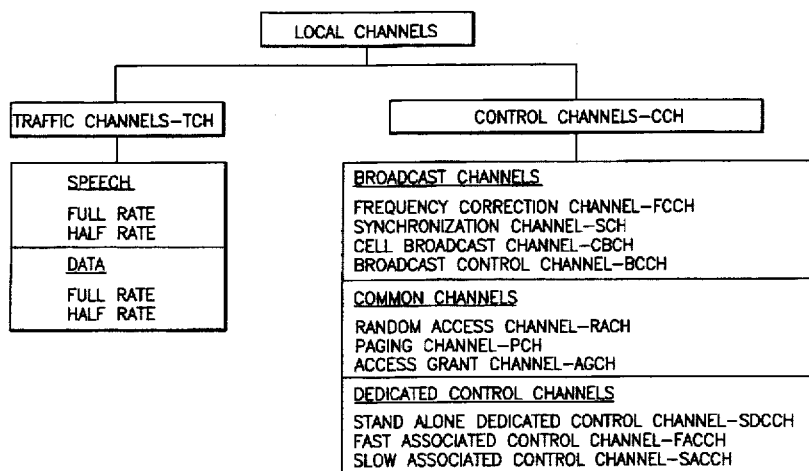 LOCAL CHANNELS
TRAFFIC CHANNELS-TCH
SPEECH
FULL RATE
HALF RATE
DATA
FULL RATE
HALF RATE
CONTROL CHANNELS-CCH
BROADCAST CHANNELS
FREQUENCY CORRECTION CHANNEL-FCCH
SYNCHRONIZATION CHANNEL-SCH
CELL BROADCAST CHANNEL-CBCH
BROADCAST CONTROL CHANNEL-BCCH
COMMON CHANNELS
RANDOM ACCESS CHANNEL-RACH
PAGING CHANNEL-PCH
ACCESS GRANT CHANNEL-AGCH
DEDICATED CONTROL CHANNELS
STAND ALONE DEDICATED CONTROL CHANNEL-SDCCH
FAST ASSOCIATED CONTROL CHANNEL-FACCH
SLOW ASSOCIATED CONTROL CHANNEL-SACCH